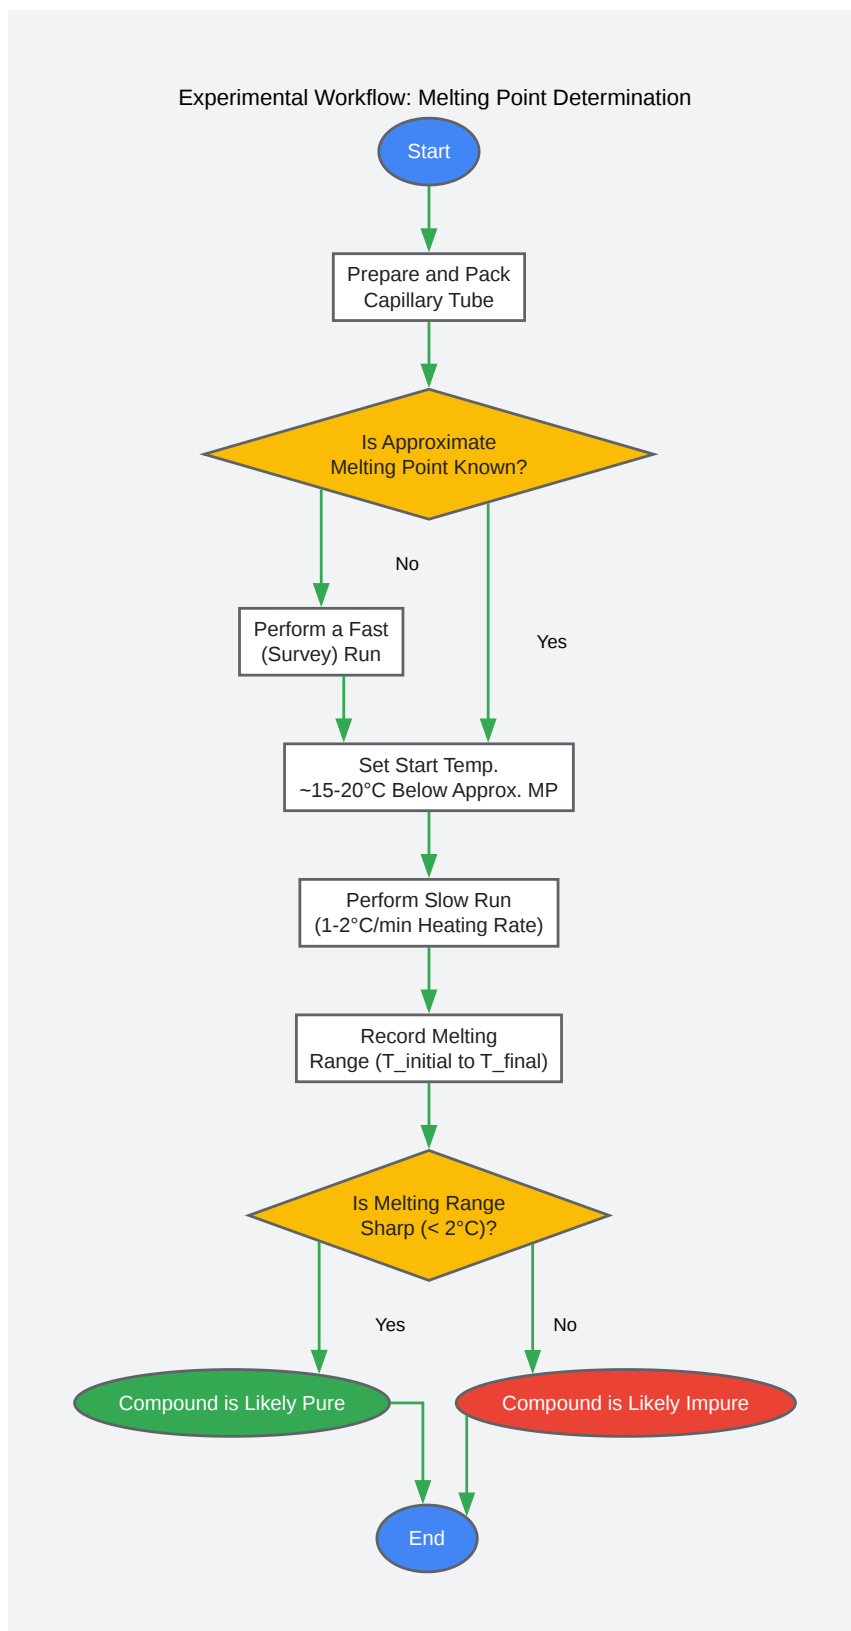 Experimental Workflow: Melting Point Determination
Start
Prepare and Pack
Capillary Tube
Is Approximate
Melting Point Known?
No
Perform a Fast
(Survey) Run
Yes
Set Start Temp.
~15-20°C Below Approx. MP
Perform Slow Run
(1-2°C/min Heating Rate)
Record Melting
Range (T_initial to T_final)
Is Melting Range
Sharp (< 2°C)?
Yes
No
Compound is Likely Pure
Compound is Likely Impure
End